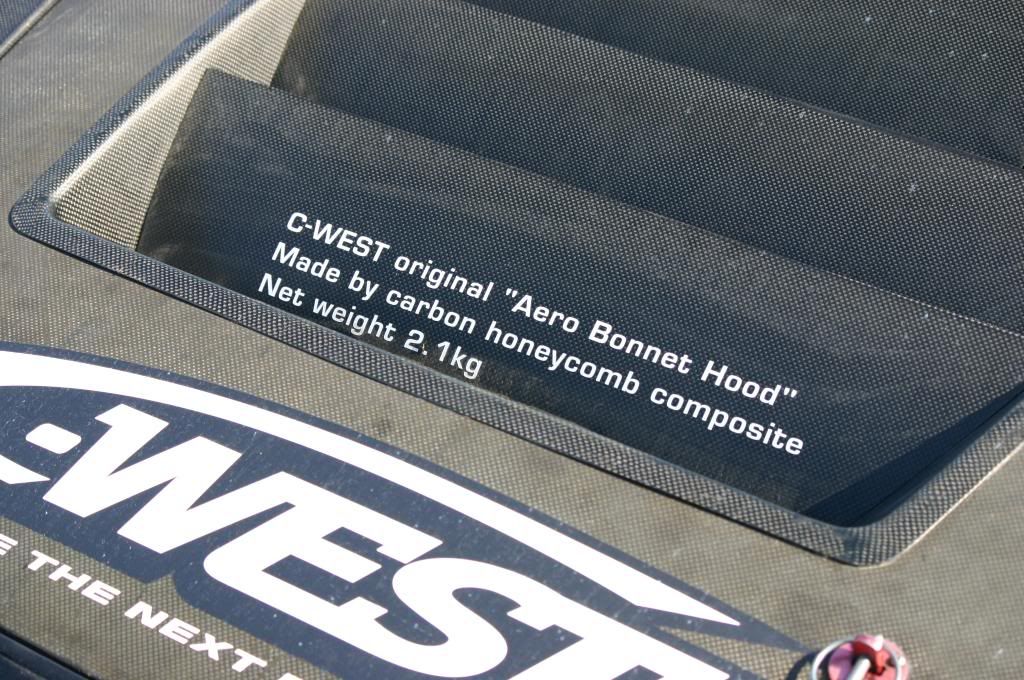 C-WEST original "Aero Bonnet Hood"
Made by carbon honeycomb composite
Net weight 2.1kg
C-WEST
THE NEXT